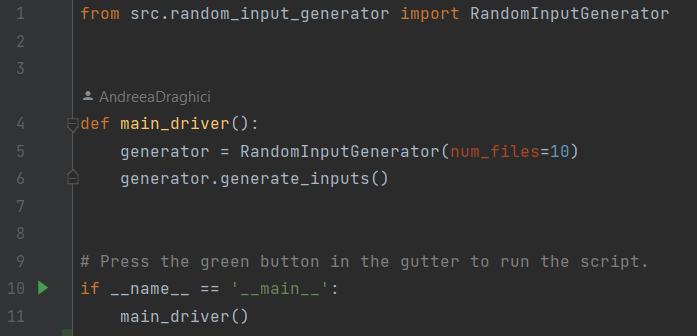 1 from src.random_input_generator import RandomInputGenerator
2
3
AndreeaDraghici
4 def main_driver():
5     generator = RandomInputGenerator(num_files=10)
6     generator.generate_inputs()
7
8
9 # Press the green button in the gutter to run the script.
10 if __name__ == '__main__':
11     main_driver()